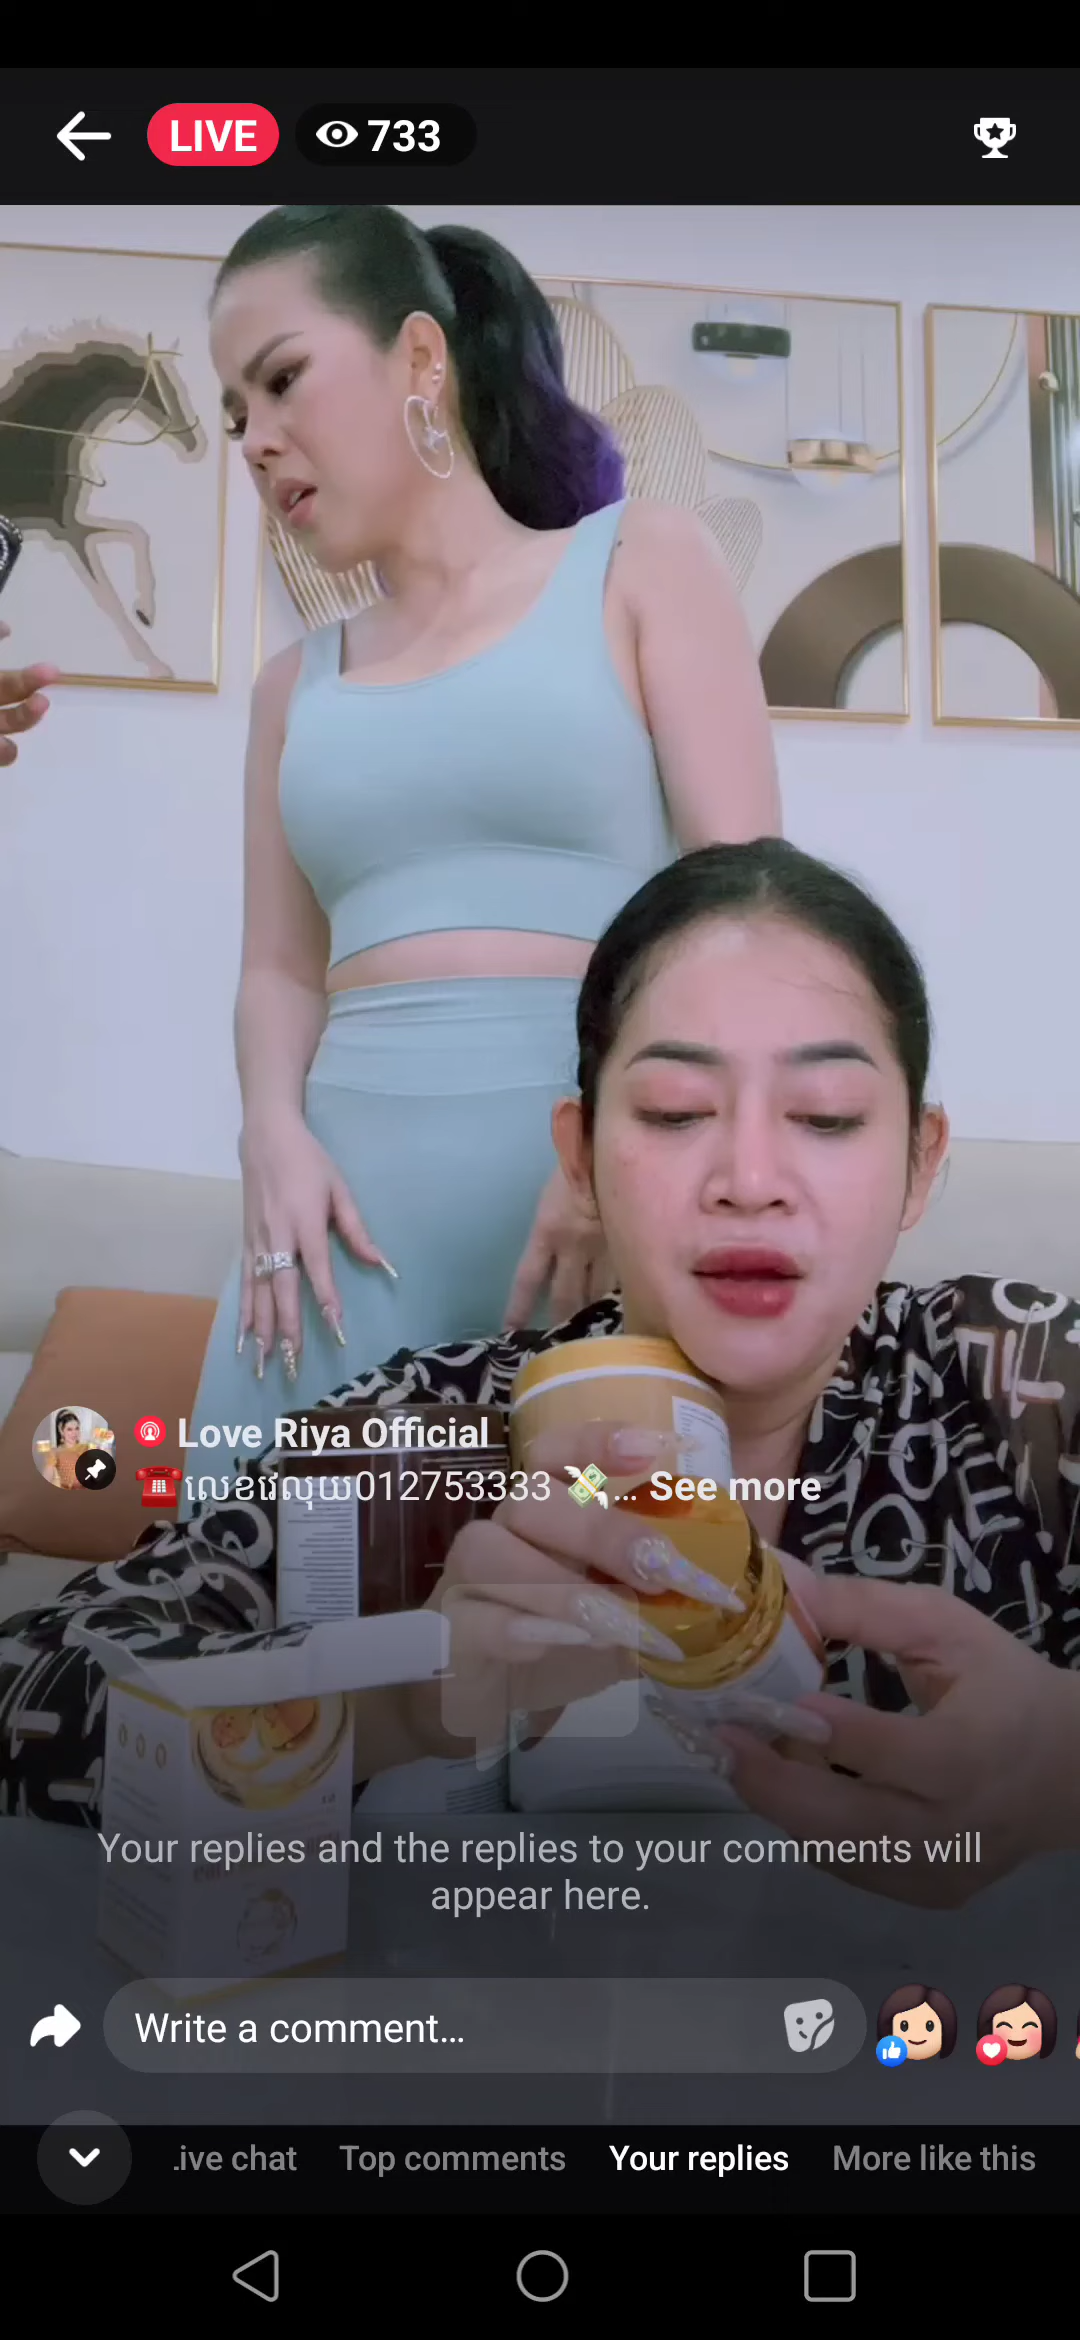 LIVE 733
Love Riya Official
☎️លេខវេលុយ012753333 💸... See more
Your replies and the replies to your comments will
appear here.
Write a comment...
.ive chat Top comments Your replies More like this